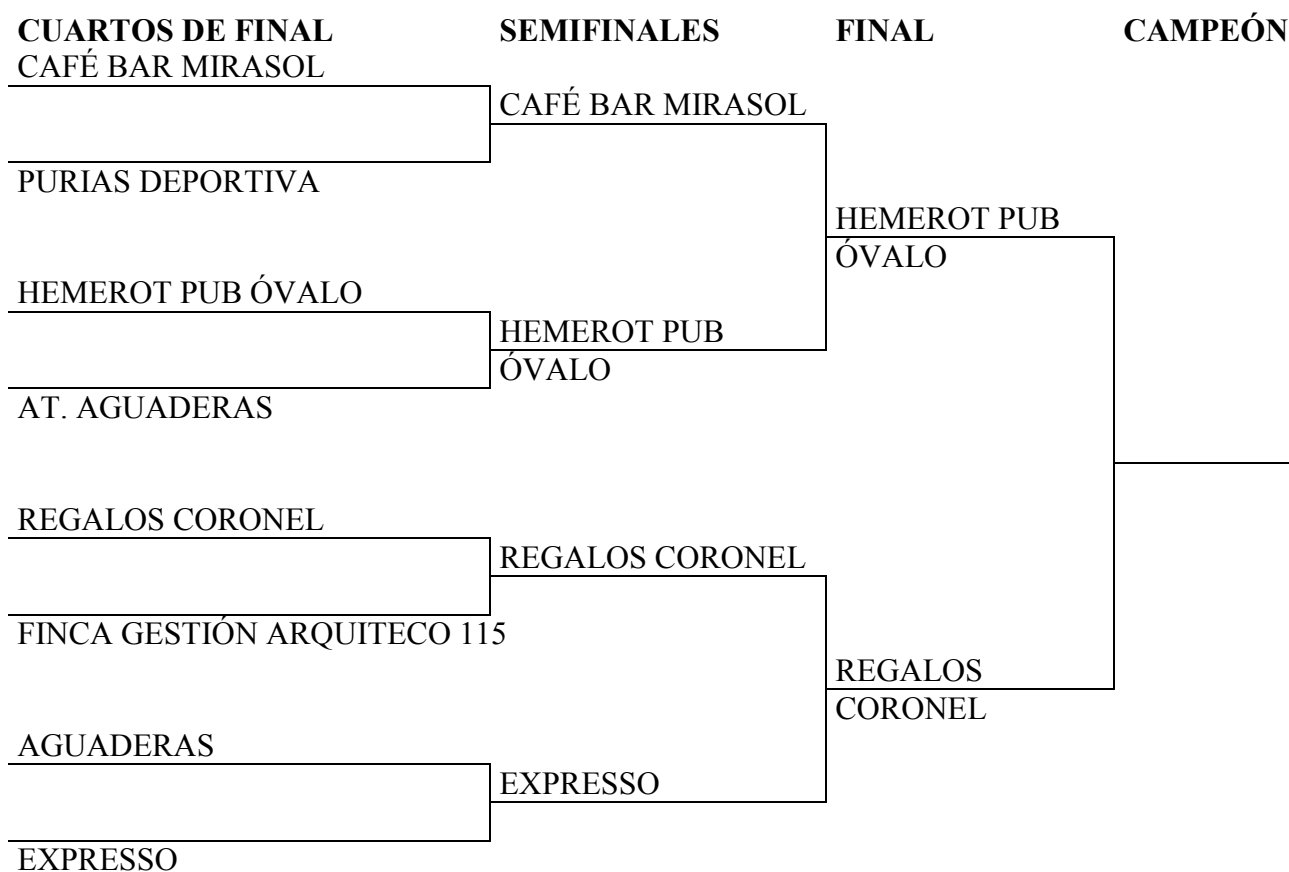 CUARTOS DE FINAL SEMIFINALES FINAL CAMPEÓN
CAFÉ BAR MIRASOL
CAFÉ BAR MIRASOL
PURIAS DEPORTIVA
HEMEROT PUB
ÓVALO
HEMEROT PUB ÓVALO
HEMEROT PUB
ÓVALO
AT. AGUADERAS
REGALOS CORONEL
REGALOS CORONEL
FINCA GESTIÓN ARQUITECO 115
REGALOS
CORONEL
AGUADERAS
EXPRESSO
EXPRESSO